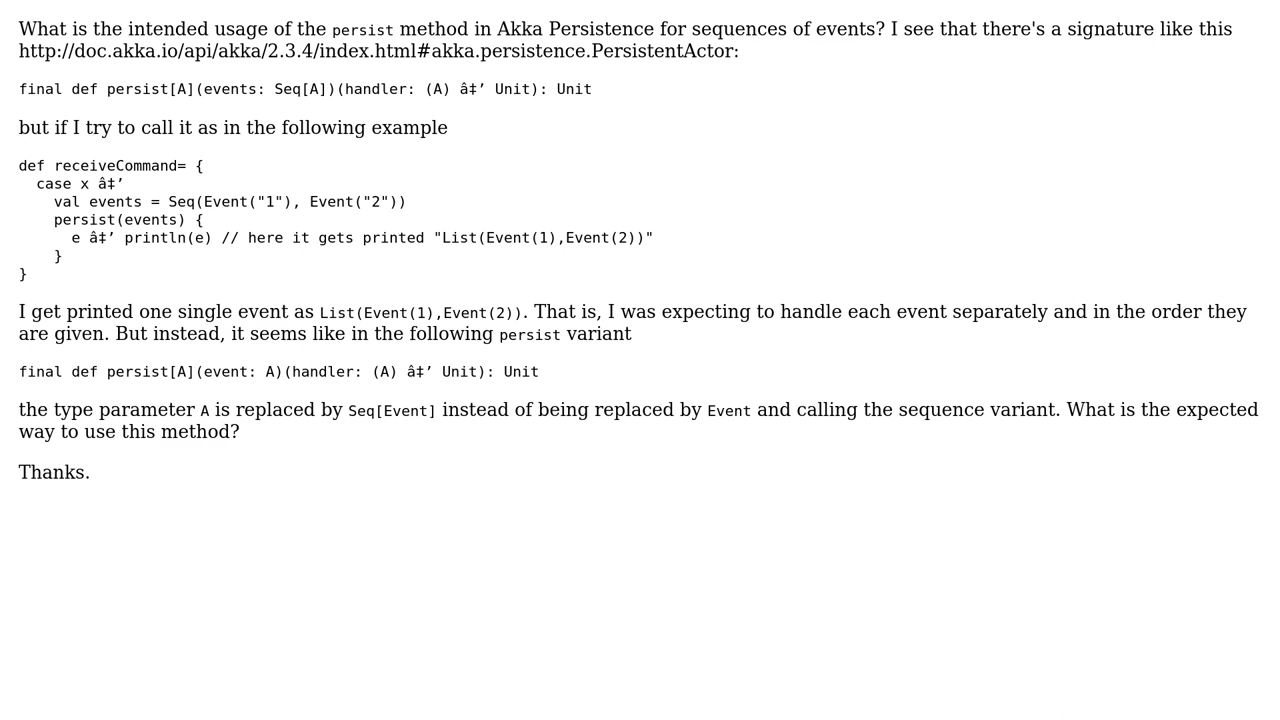 What is the intended usage of the persist method in Akka Persistence for sequences of events? I see that there's a signature like this
http://doc.akka.io/api/akka/2.3.4/index.html#akka.persistence.PersistentActor:
final def persist[A](events: Seq[A])(handler: (A) â‡’ Unit): Unit
but if I try to call it as in the following example
def receiveCommand= {
  case x â‡’
    val events = Seq(Event("1"), Event("2"))
    persist(events) {
      e â‡’ println(e) // here it gets printed "List(Event(1),Event(2))"
    }
}
I get printed one single event as List(Event(1),Event(2)). That is, I was expecting to handle each event separately and in the order they
are given. But instead, it seems like in the following persist variant
final def persist[A](event: A)(handler: (A) â‡’ Unit): Unit
the type parameter A is replaced by Seq[Event] instead of being replaced by Event and calling the sequence variant. What is the expected
way to use this method?
Thanks.